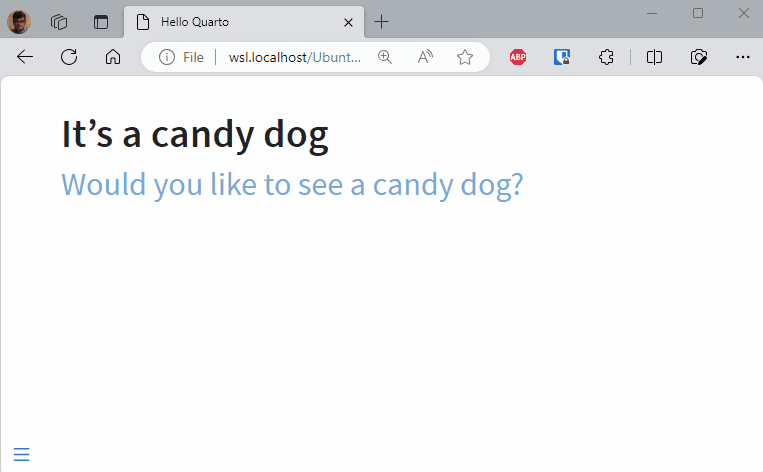 Hello Quarto
File
wsl.localhost/Ubunt...
ABP
It’s a candy dog
Would you like to see a candy dog?